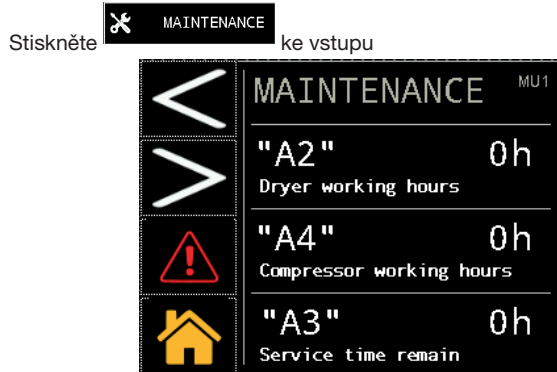 Stiskněte MAINTENANCE ke vstupu
MAINTENANCE MU1
"A2" 0h
Dryer working hours
"A4" 0h
Compressor working hours
"A3" 0h
Service time remain